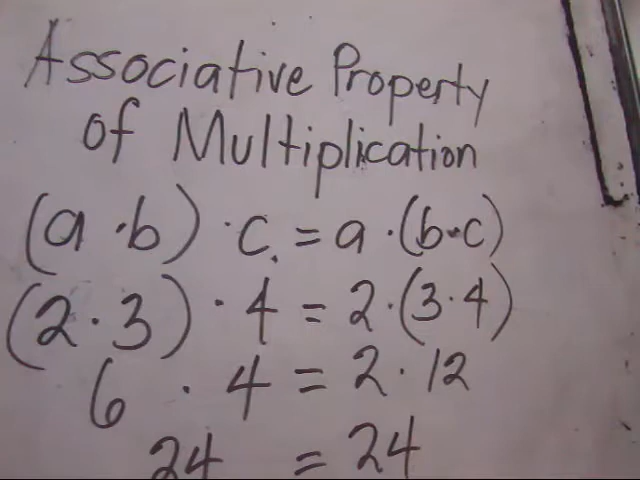 Associative Property
of Multiplication
(a · b) · c = a · (b · c)
(2 · 3) · 4 = 2 · (3 · 4)
6 · 4 = 2 · 12
24 = 24